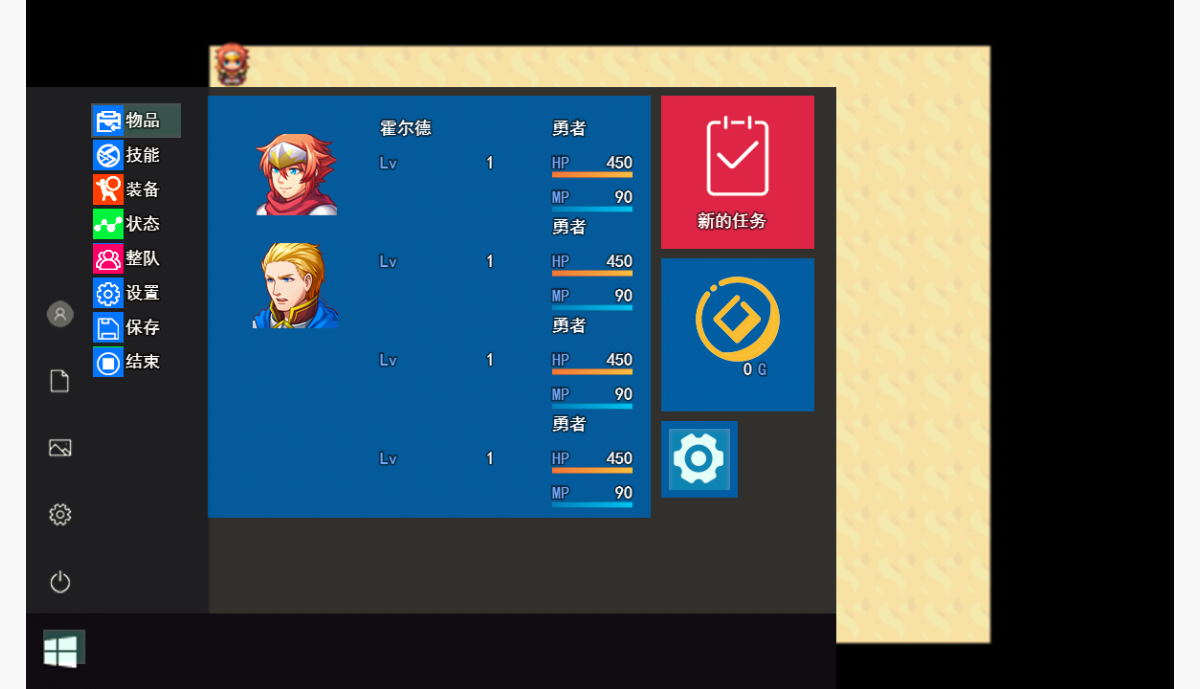 物品
技能
装备
状态
整队
设置
保存
结束
霍尔德 勇者
Lv 1 HP 450
MP 90
勇者
Lv 1 HP 450
MP 90
勇者
Lv 1 HP 450
MP 90
勇者
Lv 1 HP 450
MP 90
新的任务
0 G